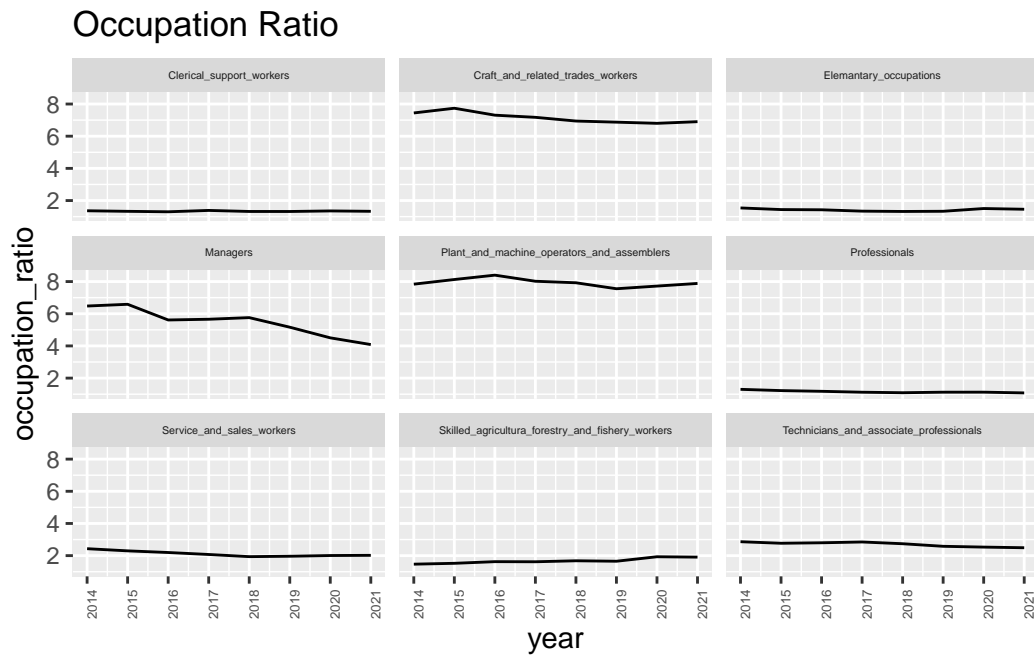 Occupation Ratio
Clerical_support_workers
Craft_and_related_trades_workers
Elemantary_occupations
8
6
4
2
Managers
Plant_and_machine_operators_and_assemblers
Professionals
8
6
4
2
occupation_ratio
Service_and_sales_workers
Skilled_agricultura_forestry_and_fishery_workers
Technicians_and_associate_professionals
8
6
4
2
2014 2015 2016 2017 2018 2019 2020 2021
2014 2015 2016 2017 2018 2019 2020 2021
2014 2015 2016 2017 2018 2019 2020 2021
year